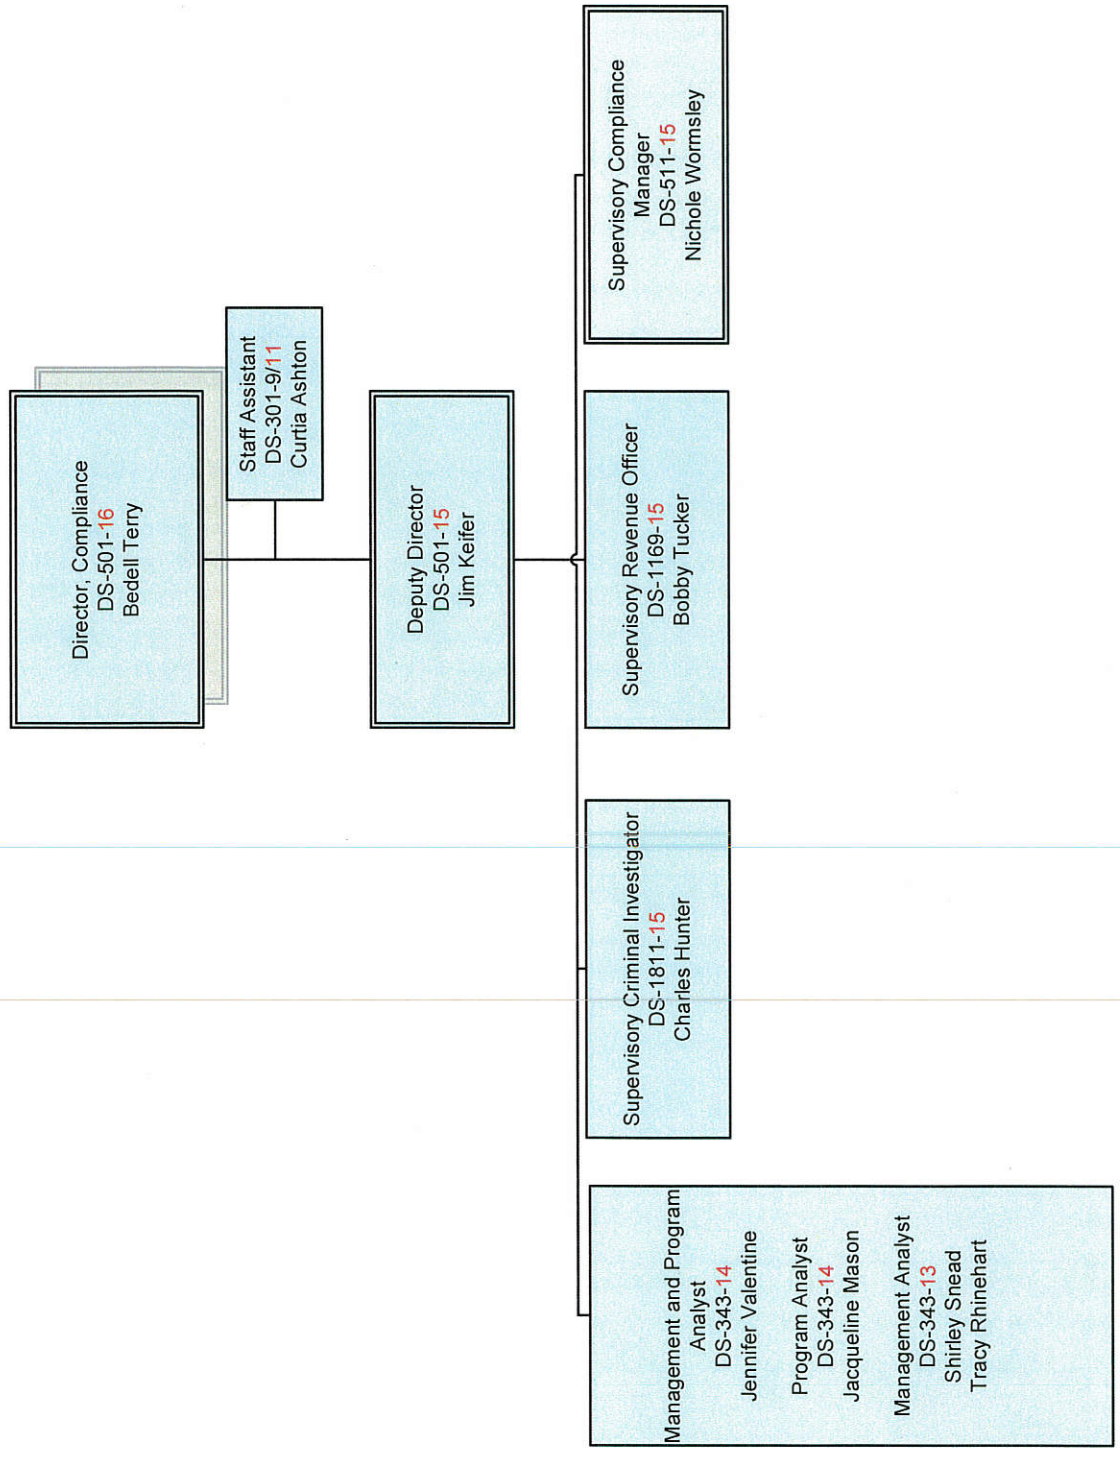 Director, Compliance
DS-501-16
Bedell Terry
Staff Assistant
DS-301-9/11
Curtia Ashton
Deputy Director
DS-501-15
Jim Keifer
Management and Program
Analyst
DS-343-14
Jennifer Valentine
Program Analyst
DS-343-14
Jacqueline Mason
Management Analyst
DS-343-13
Shirley Snead
Tracy Rhinehart
Supervisory Criminal Investigator
DS-1811-15
Charles Hunter
Supervisory Revenue Officer
DS-1169-15
Bobby Tucker
Supervisory Compliance
Manager
DS-511-15
Nichole Wormsley